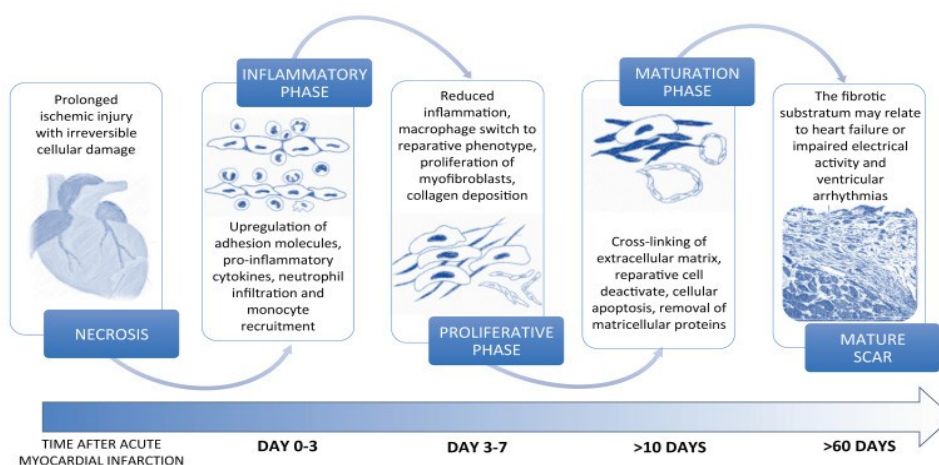 Prolonged
ischemic injury
with irreversible
cellular damage
NECROSIS
INFLAMMATORY
PHASE
Upregulation of
adhesion molecules,
pro-inflammatory
cytokines, neutrophil
infiltration and
monocyte
recruitment
Reduced
inflammation,
macrophage switch to
reparative phenotype,
proliferation of
myofibroblasts,
collagen deposition
PROLIFERATIVE
PHASE
MATURATION
PHASE
Cross-linking of
extracellular matrix,
reparative cell
deactivate, cellular
apoptosis, removal of
matricellular proteins
The fibrotic
substratum may relate
to heart failure or
impaired electrical
activity and
ventricular
arrhythmias
MATURE
SCAR
TIME AFTER ACUTE
MYOCARDIAL INFARCTION
DAY 0-3
DAY 3-7
>10 DAYS
>60 DAYS